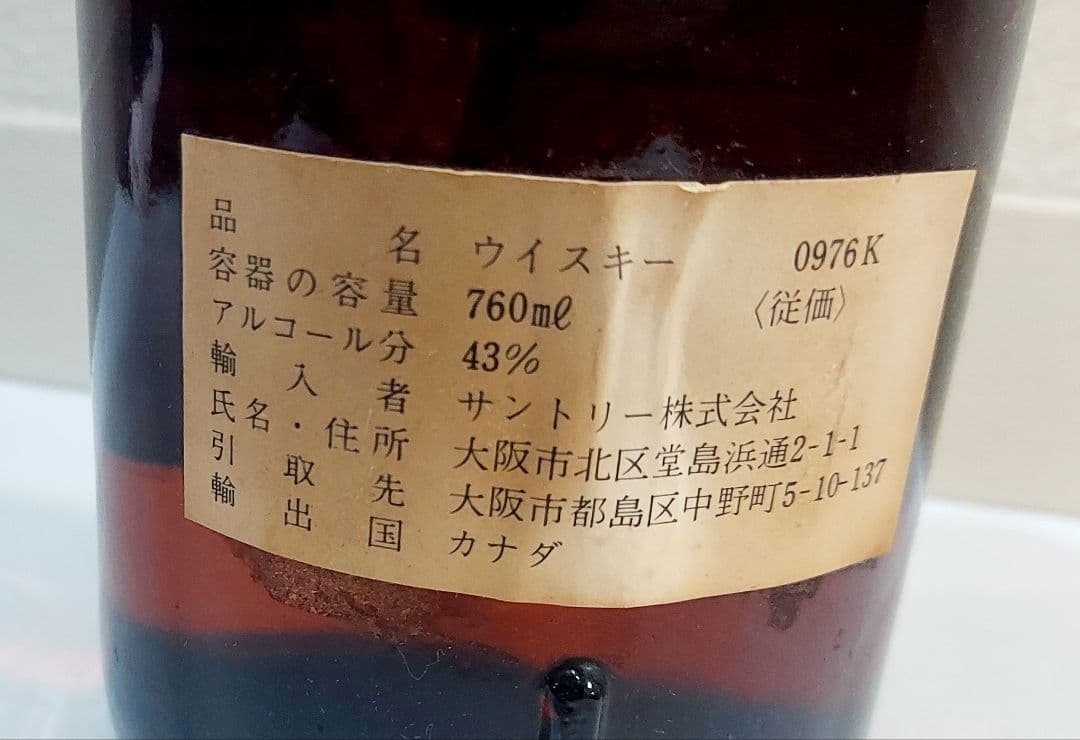 品名 ウイスキー 0976K
容器の容量 760mℓ 〈従価〉
アルコール分 43%
輸入者 サントリー株式会社
氏名・住所 大阪市北区堂島浜通2-1-1
引取先 大阪市都島区中野町5-10-137
輸出国 カナダ